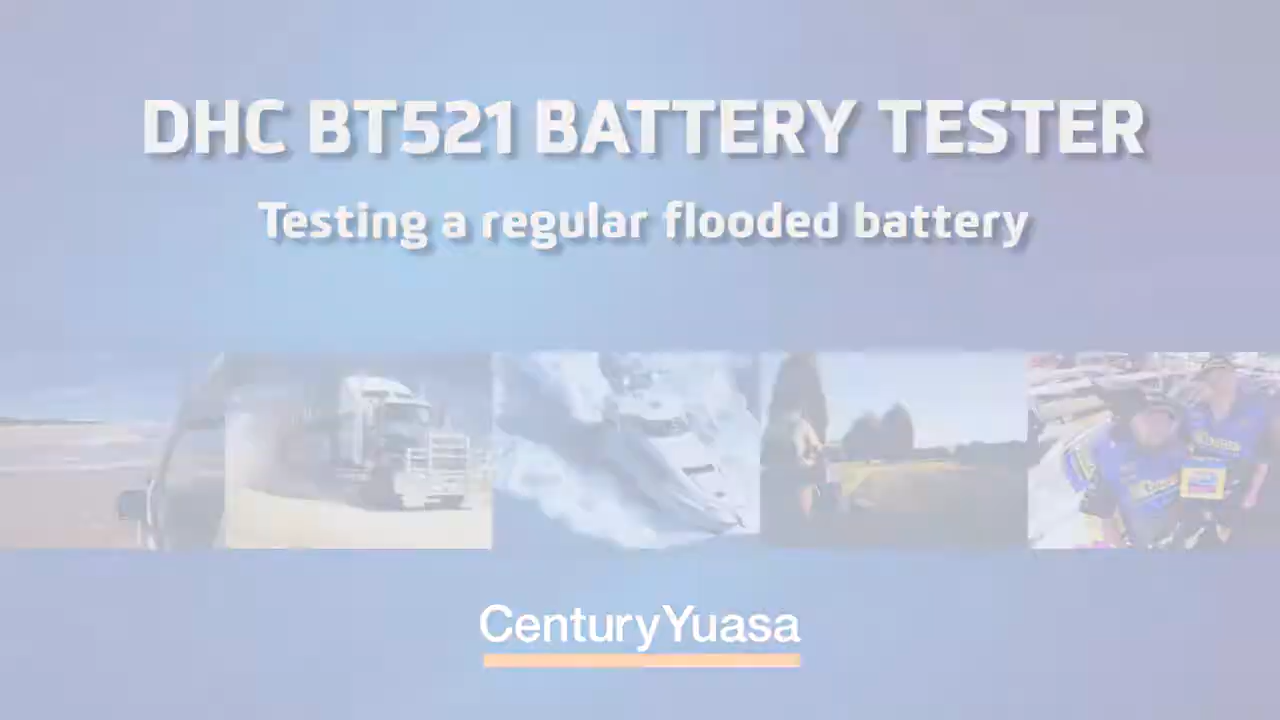 DHC BT521 BATTERY TESTER
Testing a regular flooded battery
CenturyYuasa